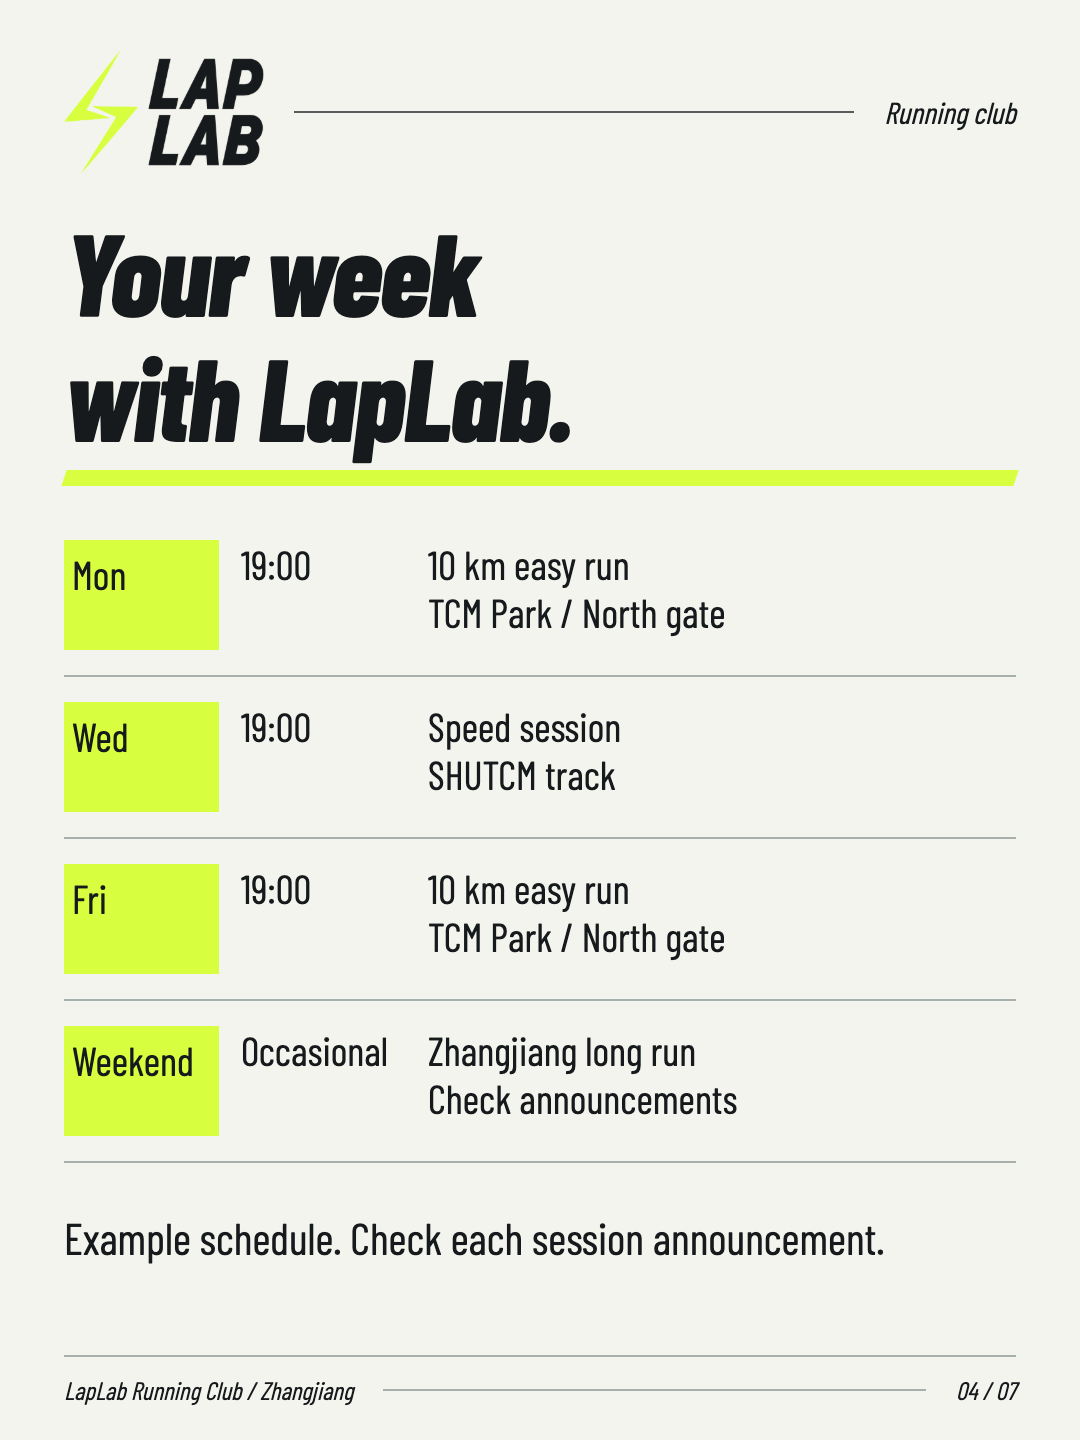 LAP
LAB
Running club
Your week
with LapLab.
Mon 19:00 10 km easy run
TCM Park / North gate
Wed 19:00 Speed session
SHUTCM track
Fri 19:00 10 km easy run
TCM Park / North gate
Weekend Occasional Zhangjiang long run
Check announcements
Example schedule. Check each session announcement.
LapLab Running Club / Zhangjiang 04 / 07